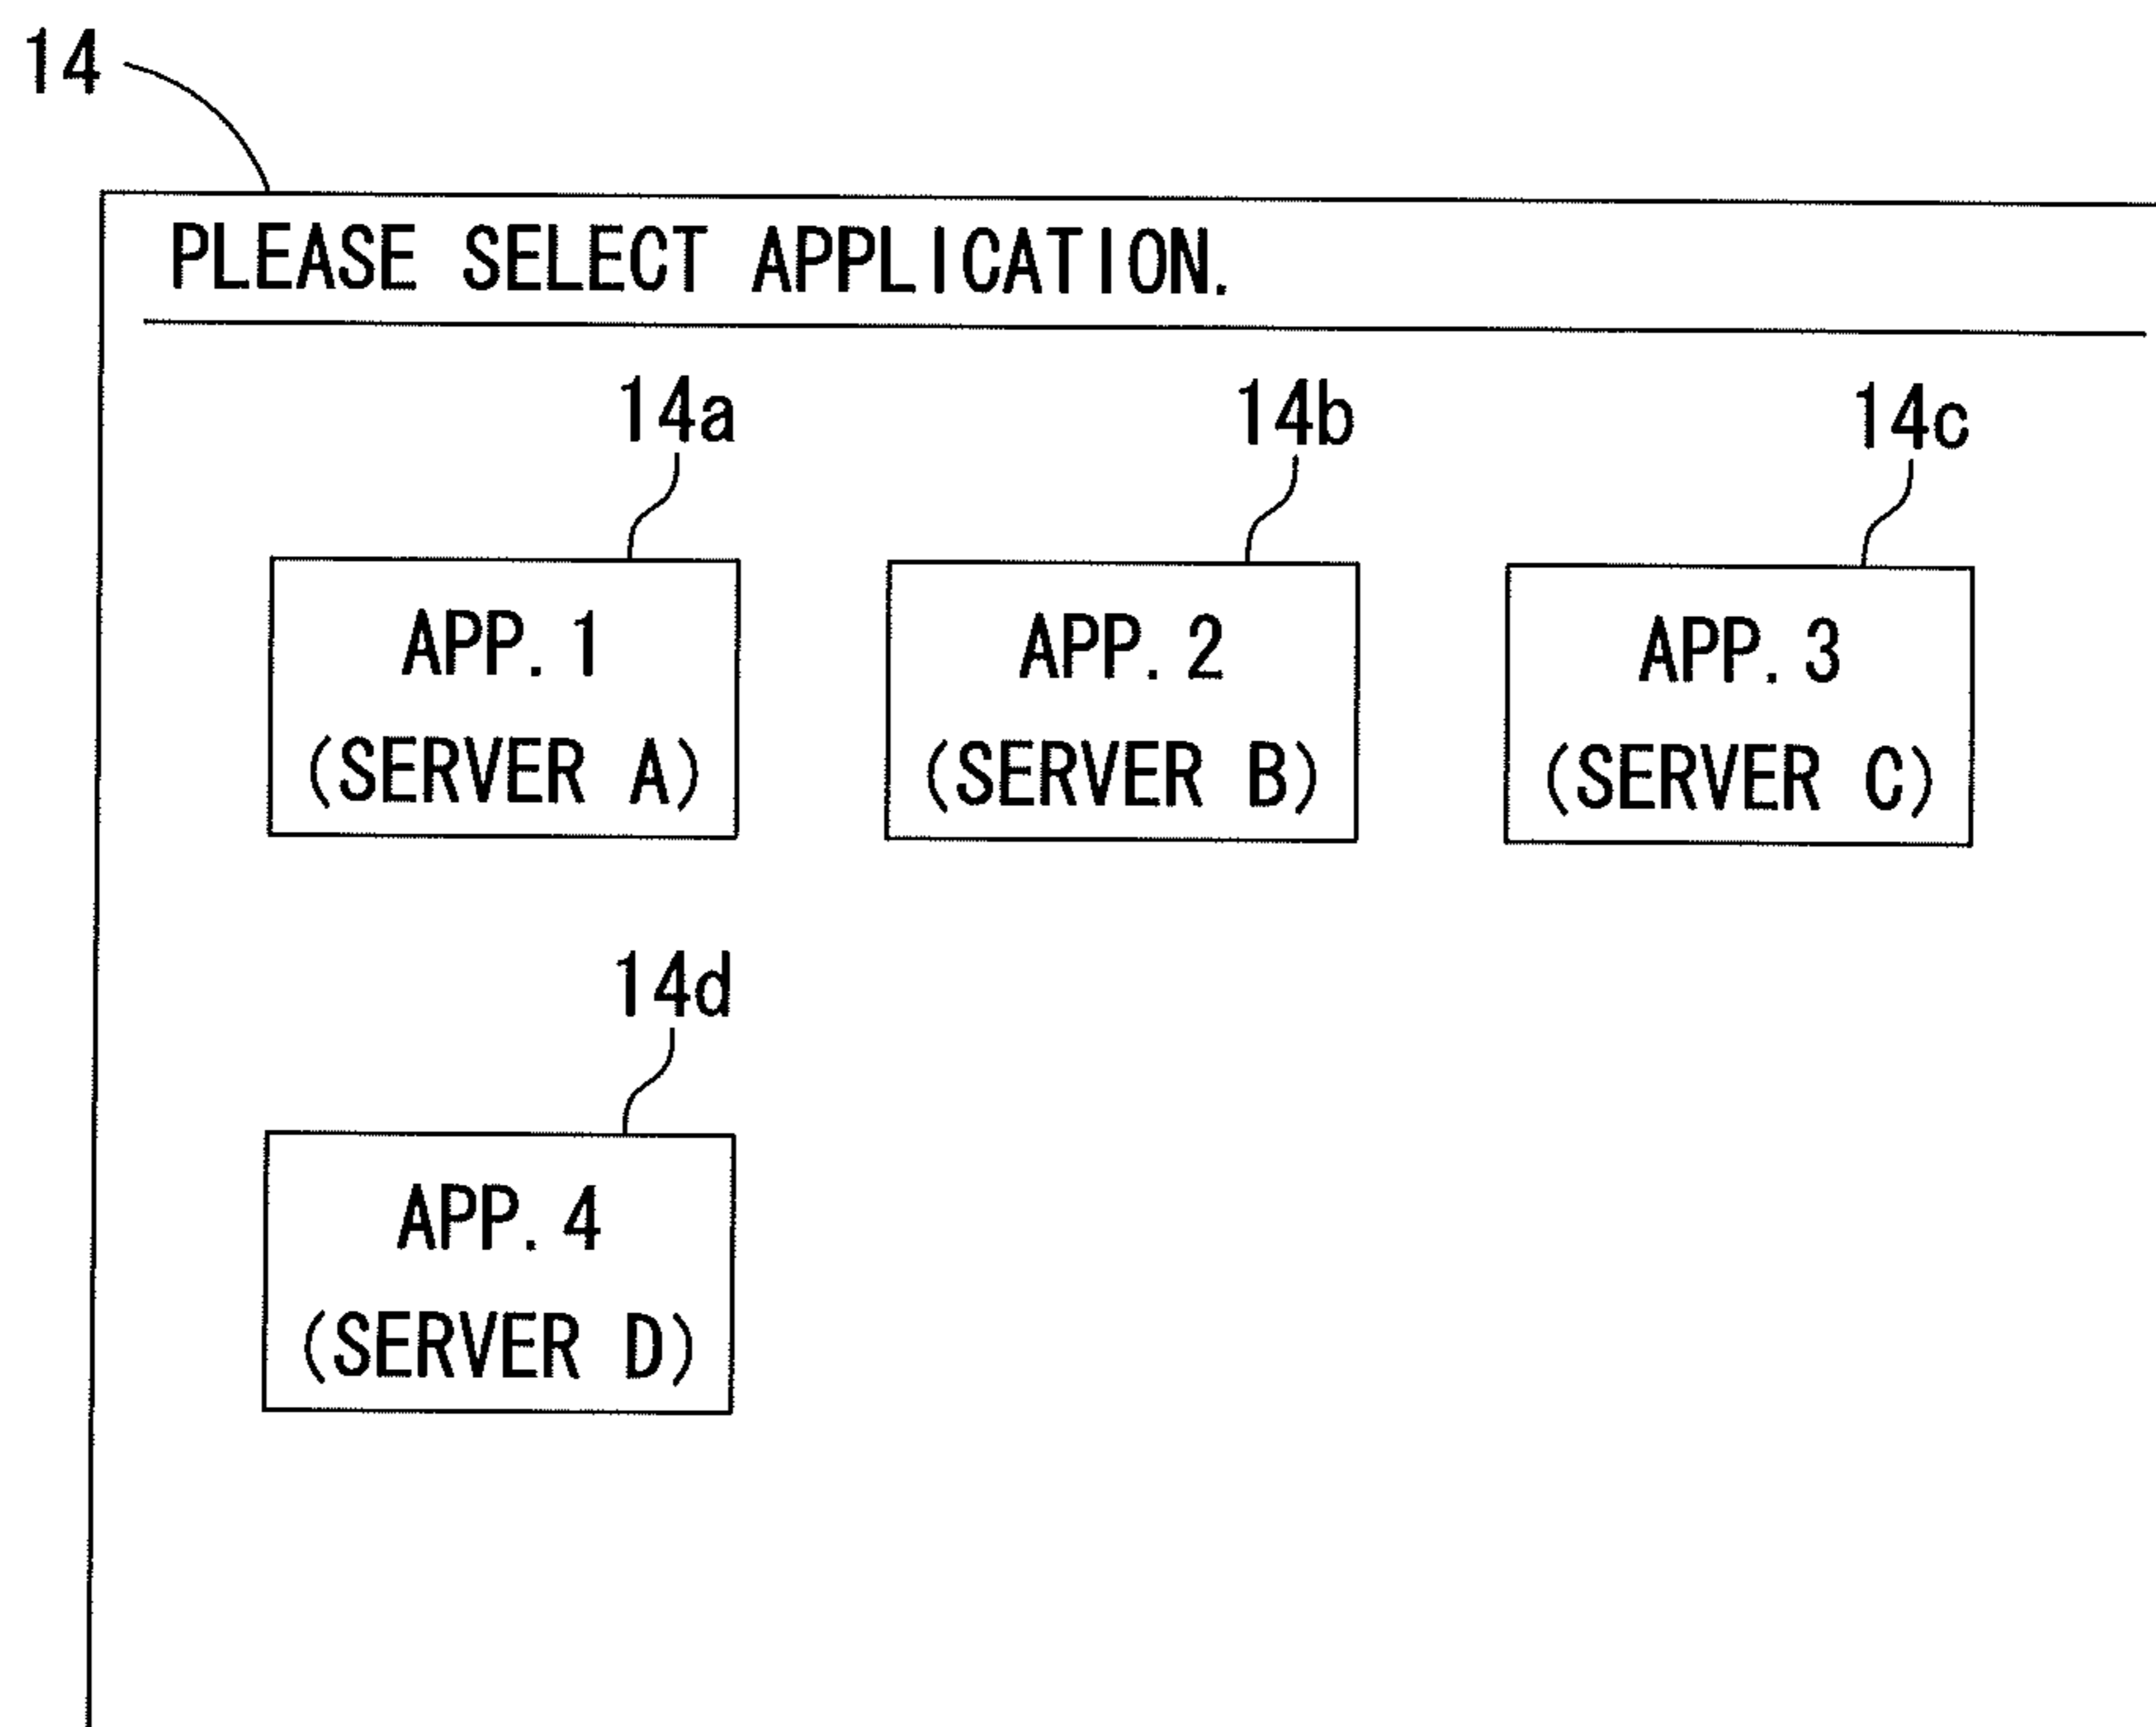 14
PLEASE SELECT APPLICATION.
14a 14b 14c
APP. 1
(SERVER A)
APP. 2
(SERVER B)
APP. 3
(SERVER C)
14d
APP. 4
(SERVER D)